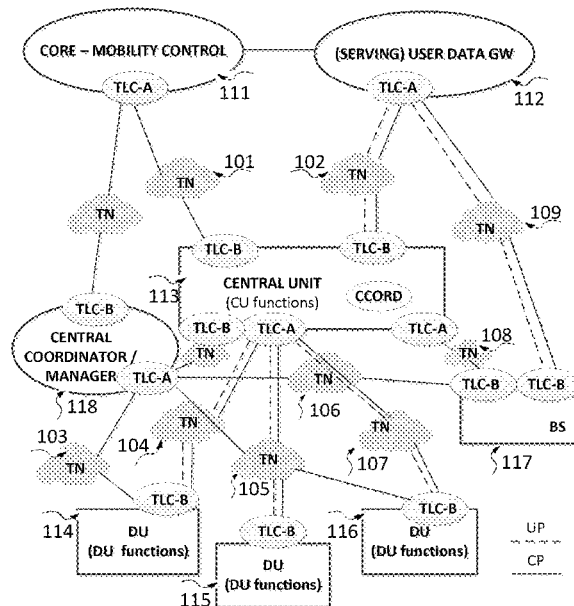 CORE – MOBILITY CONTROL
(SERVING) USER DATA GW
TLC-A
TLC-A
111
112
101
102
TN
TN
TN
TN
109
TLC-B
TLC-B
113
CENTRAL UNIT
(CU functions)
CCORD
TLC-B
TLC-B
TLC-A
TLC-A
108
TN
TN
CENTRAL
COORDINATOR /
MANAGER
TLC-A
TN
TLC-B
TLC-B
118
106
BS
103
104
117
TN
TN
TN
TN
105
107
TLC-B
TLC-B
114
116
DU
(DU functions)
TLC-B
DU
(DU functions)
UP
DU
(DU functions)
CP
115